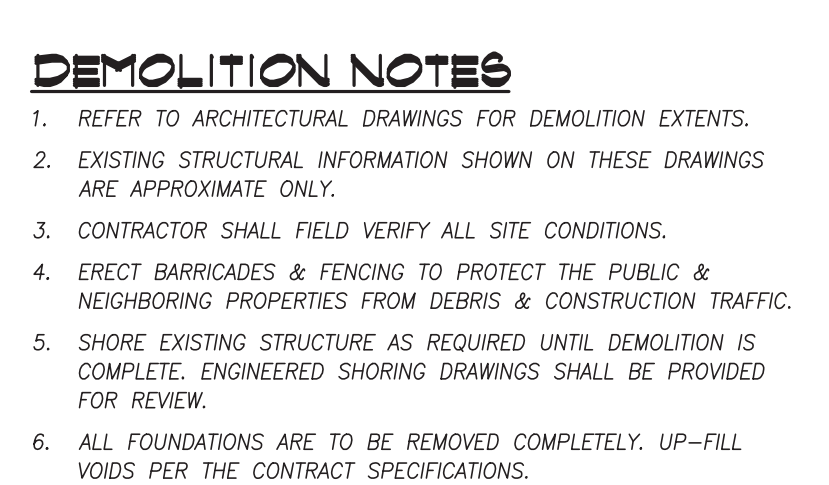 DEMOLITION NOTES
1. REFER TO ARCHITECTURAL DRAWINGS FOR DEMOLITION EXTENTS.
2. EXISTING STRUCTURAL INFORMATION SHOWN ON THESE DRAWINGS
ARE APPROXIMATE ONLY.
3. CONTRACTOR SHALL FIELD VERIFY ALL SITE CONDITIONS.
4. ERECT BARRICADES & FENCING TO PROTECT THE PUBLIC &
NEIGHBORING PROPERTIES FROM DEBRIS & CONSTRUCTION TRAFFIC.
5. SHORE EXISTING STRUCTURE AS REQUIRED UNTIL DEMOLITION IS
COMPLETE. ENGINEERED SHORING DRAWINGS SHALL BE PROVIDED
FOR REVIEW.
6. ALL FOUNDATIONS ARE TO BE REMOVED COMPLETELY. UP-FILL
VOIDS PER THE CONTRACT SPECIFICATIONS.